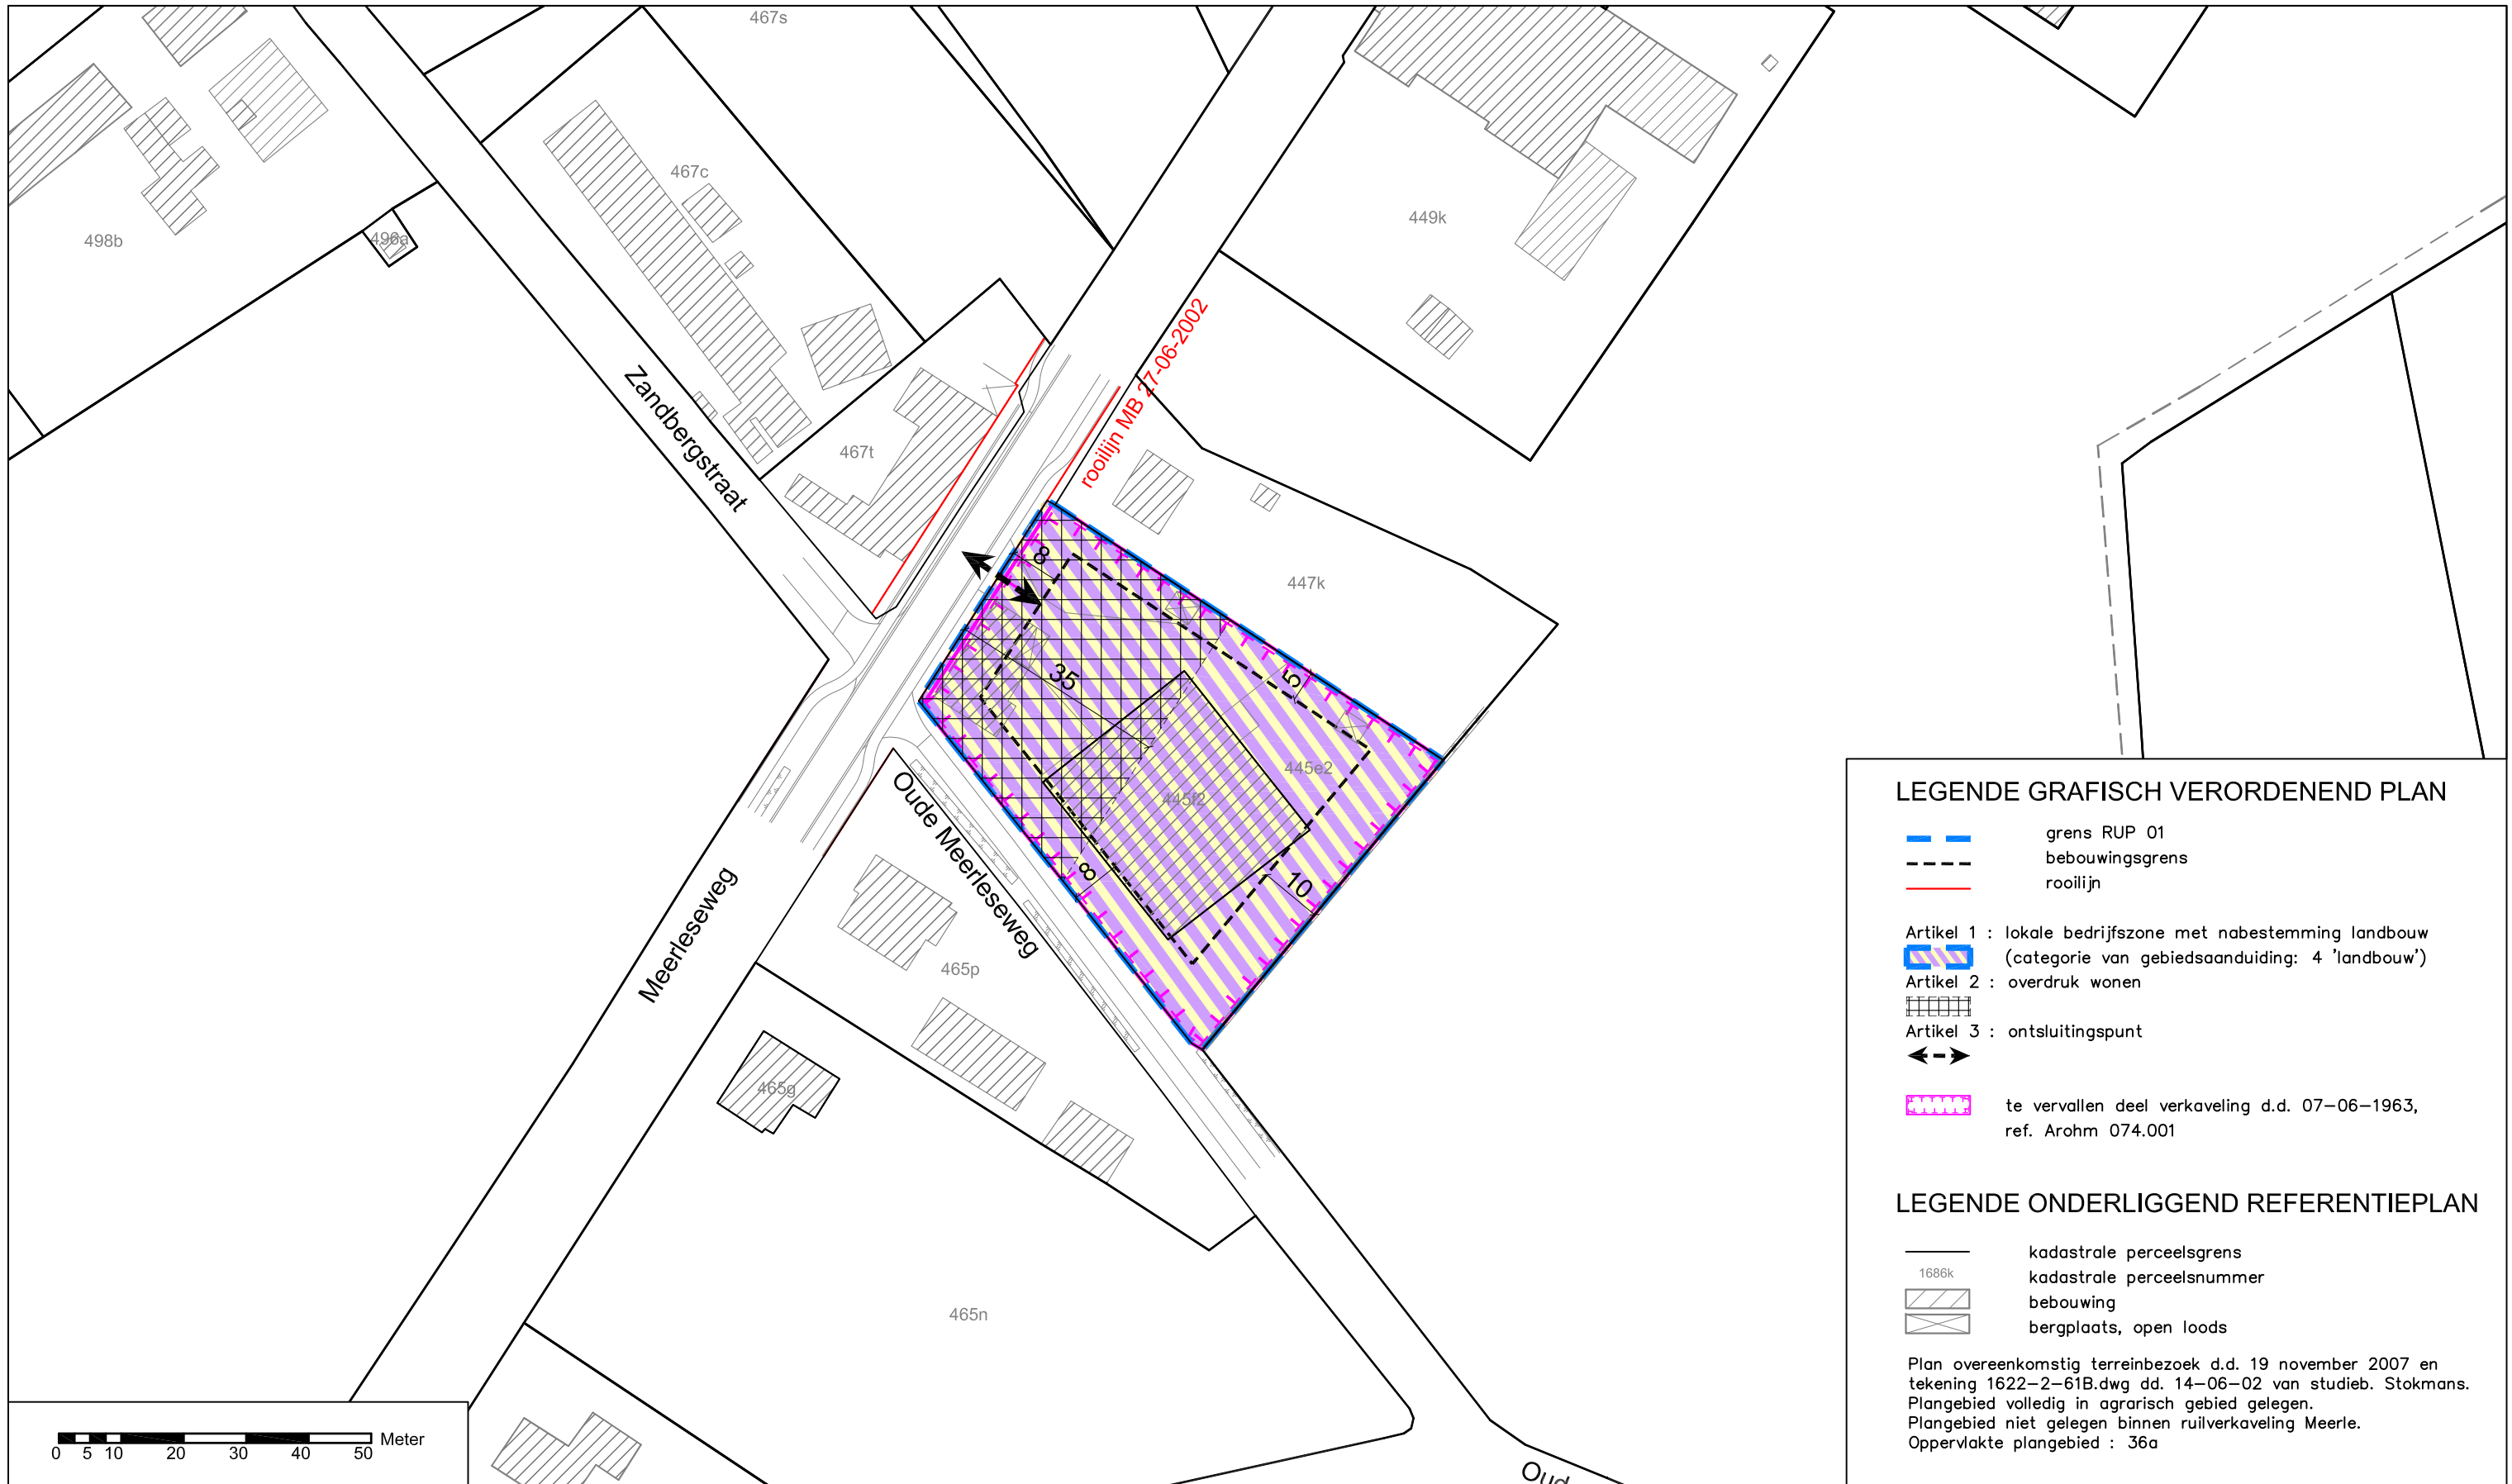 467s
467c
498b
496a
449k
rooilijn MB 27-06-2002
Zandbergstraat
467t
8
447k
35
5
445e2
445f2
8
10
Oude Meerleseweg
Meerleseweg
465p
465g
465n
LEGENDE GRAFISCH VERORDENEND PLAN
grens RUP 01
bebouwingsgrens
rooilijn
Artikel 1 : lokale bedrijfszone met nabestemming landbouw
(categorie van gebiedsaanduiding: 4 'landbouw')
Artikel 2 : overdruk wonen
Artikel 3 : ontsluitingspunt
te vervallen deel verkaveling d.d. 07-06-1963,
ref. Arohm 074.001
LEGENDE ONDERLIGGEND REFERENTIEPLAN
kadastrale perceelsgrens
1686k kadastrale perceelsnummer
bebouwing
bergplaats, open loods
Plan overeenkomstig terreinbezoek d.d. 19 november 2007 en
tekening 1622-2-61B.dwg dd. 14-06-02 van studieb. Stokmans.
Plangebied volledig in agrarisch gebied gelegen.
Plangebied niet gelegen binnen ruilverkaveling Meerle.
Oppervlakte plangebied : 36a
Meter
0 5 10 20 30 40 50